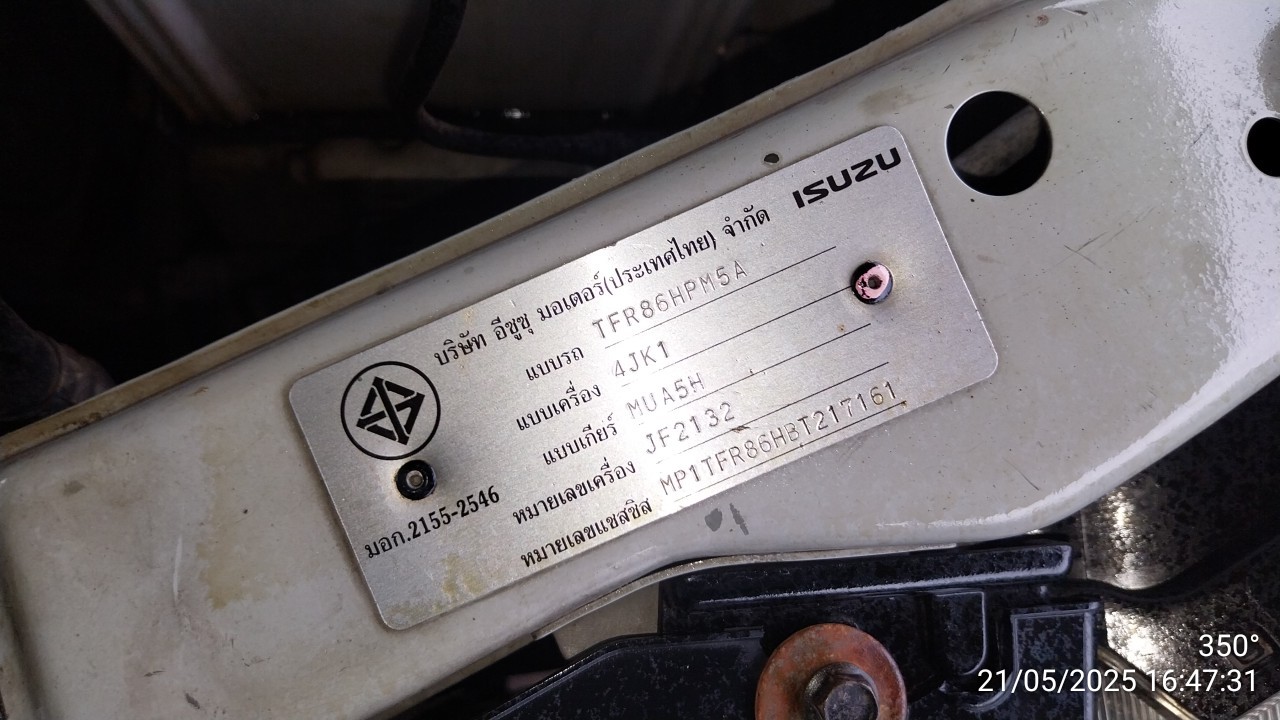 ISUZU
บริษัท อีซูซุ มอเตอร์(ประเทศไทย) จำกัด
แบบรถ TFR86HPM5A
แบบเครื่อง 4JK1
แบบเกียร์ MUA5H
หมายเลขเครื่อง JF2132
หมายเลขแชสซิส MP1TFR86HBT217161
มอก.2155-2546
350°
21/05/2025 16:47:31